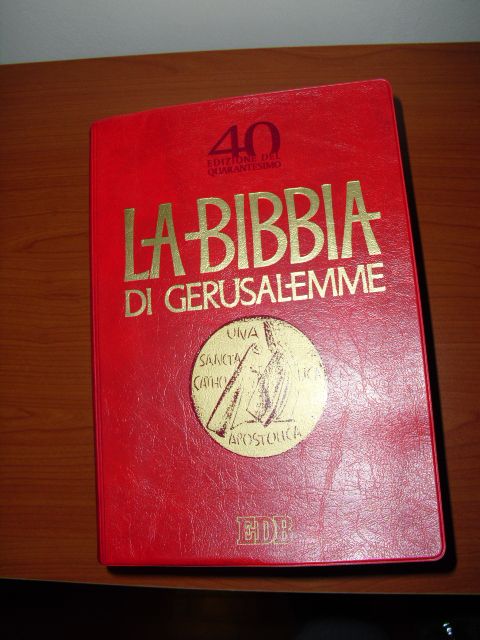 40
EDIZIONE DEL
QUARANTESIMO
LA BIBBIA
DI GERUSALEMME
UNA
SANCTA
CATHO LICA
APOSTOLICA
EDB